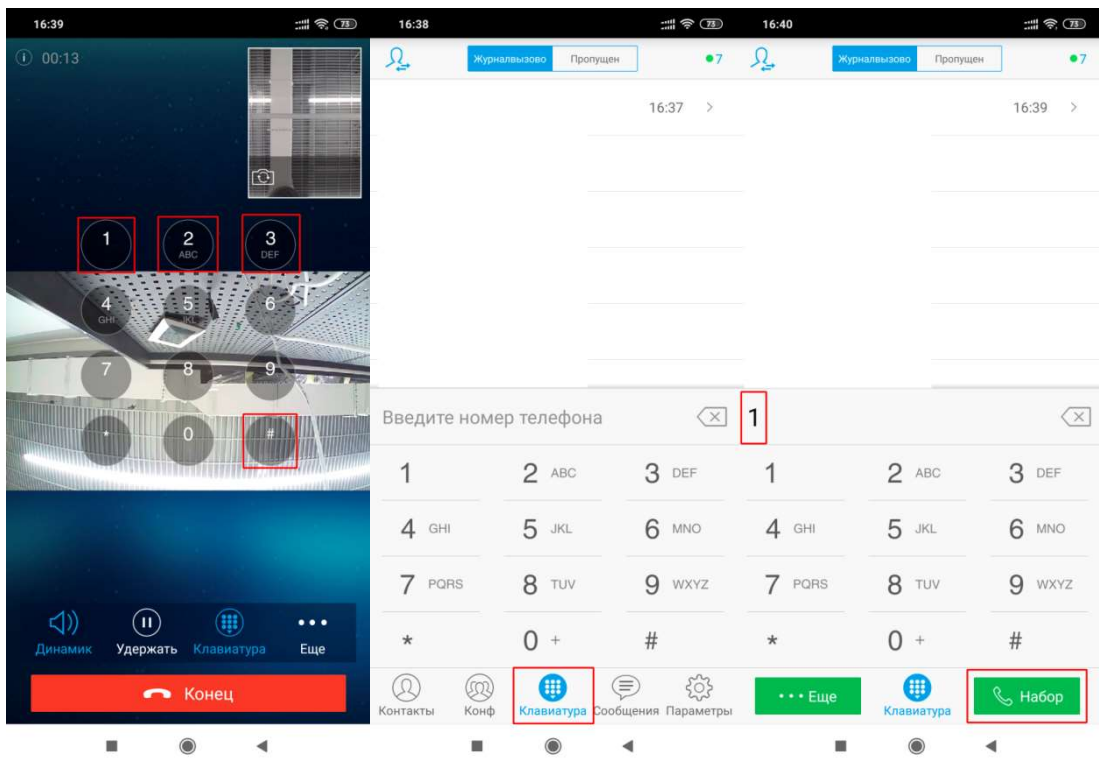 16:39
73
00:13
1
2
ABC
3
DEF
4
GHI
5
JKL
6
7
8
9
*
0
#
Динамик
Удержать
Клавиатура
Еще
Конец
16:38
73
Журналвызово
Пропущен
7
16:37
Введите номер телефона
1
2 ABC
3 DEF
4 GHI
5 JKL
6 MNO
7 PQRS
8 TUV
9 WXYZ
*
0 +
#
Контакты
Конф
Клавиатура
Сообщения
Параметры
16:40
73
Журналвызово
Пропущен
7
16:39
1
1
2 ABC
3 DEF
4 GHI
5 JKL
6 MNO
7 PQRS
8 TUV
9 WXYZ
*
0 +
#
Еще
Клавиатура
Набор